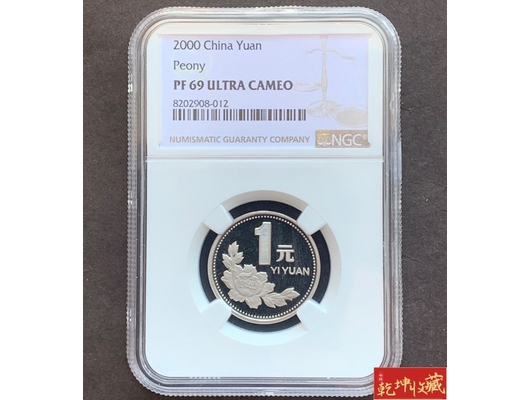 2000 China Yuan
Peony
PF 69 ULTRA CAMEO
8202908-012
NUMISMATIC GUARANTY COMPANY
NGC
1元
YI YUAN
乾坤收藏